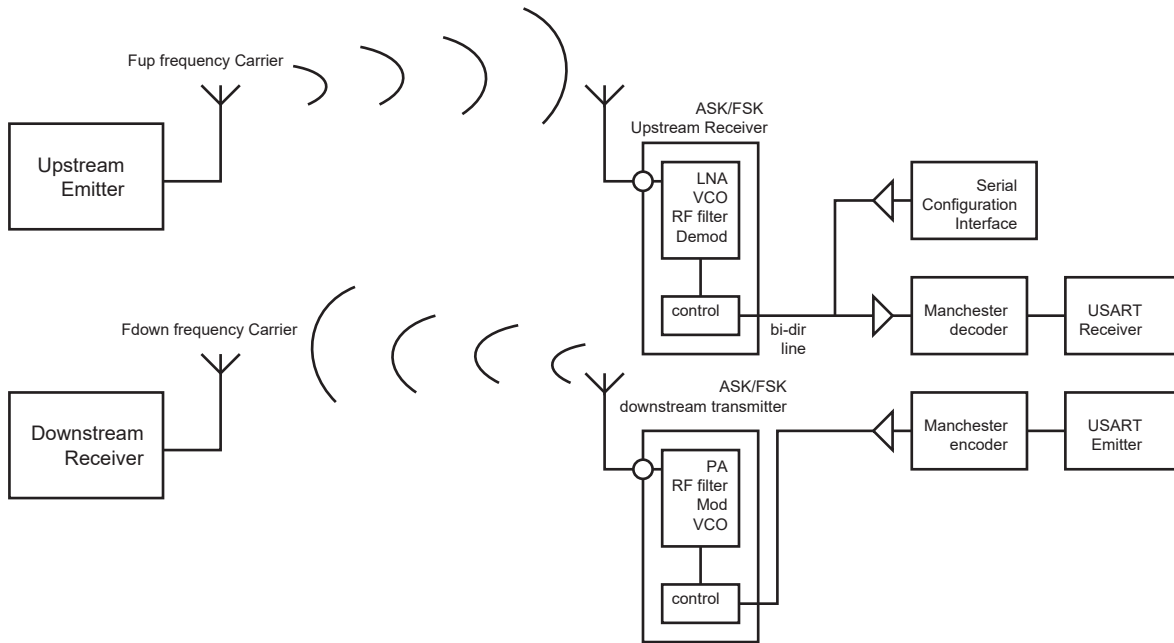 Fup frequency Carrier
Upstream
Emitter
ASK/FSK
Upstream Receiver
LNA
VCO
RF filter
Demod
control
bi-dir
line
Serial
Configuration
Interface
Manchester
decoder
USART
Receiver
Fdown frequency Carrier
Downstream
Receiver
ASK/FSK
downstream transmitter
PA
RF filter
Mod
VCO
control
Manchester
encoder
USART
Emitter